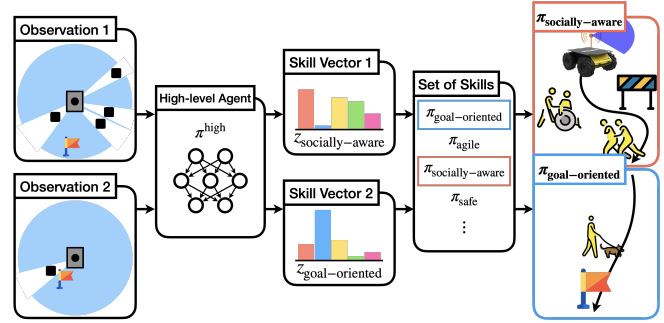 Observation 1
High-level Agent
π^high
Observation 2
Skill Vector 1
z_socially-aware
Skill Vector 2
z_goal-oriented
Set of Skills
π_goal-oriented
π_agile
π_socially-aware
π_safe
⋮
π_socially-aware
π_goal-oriented